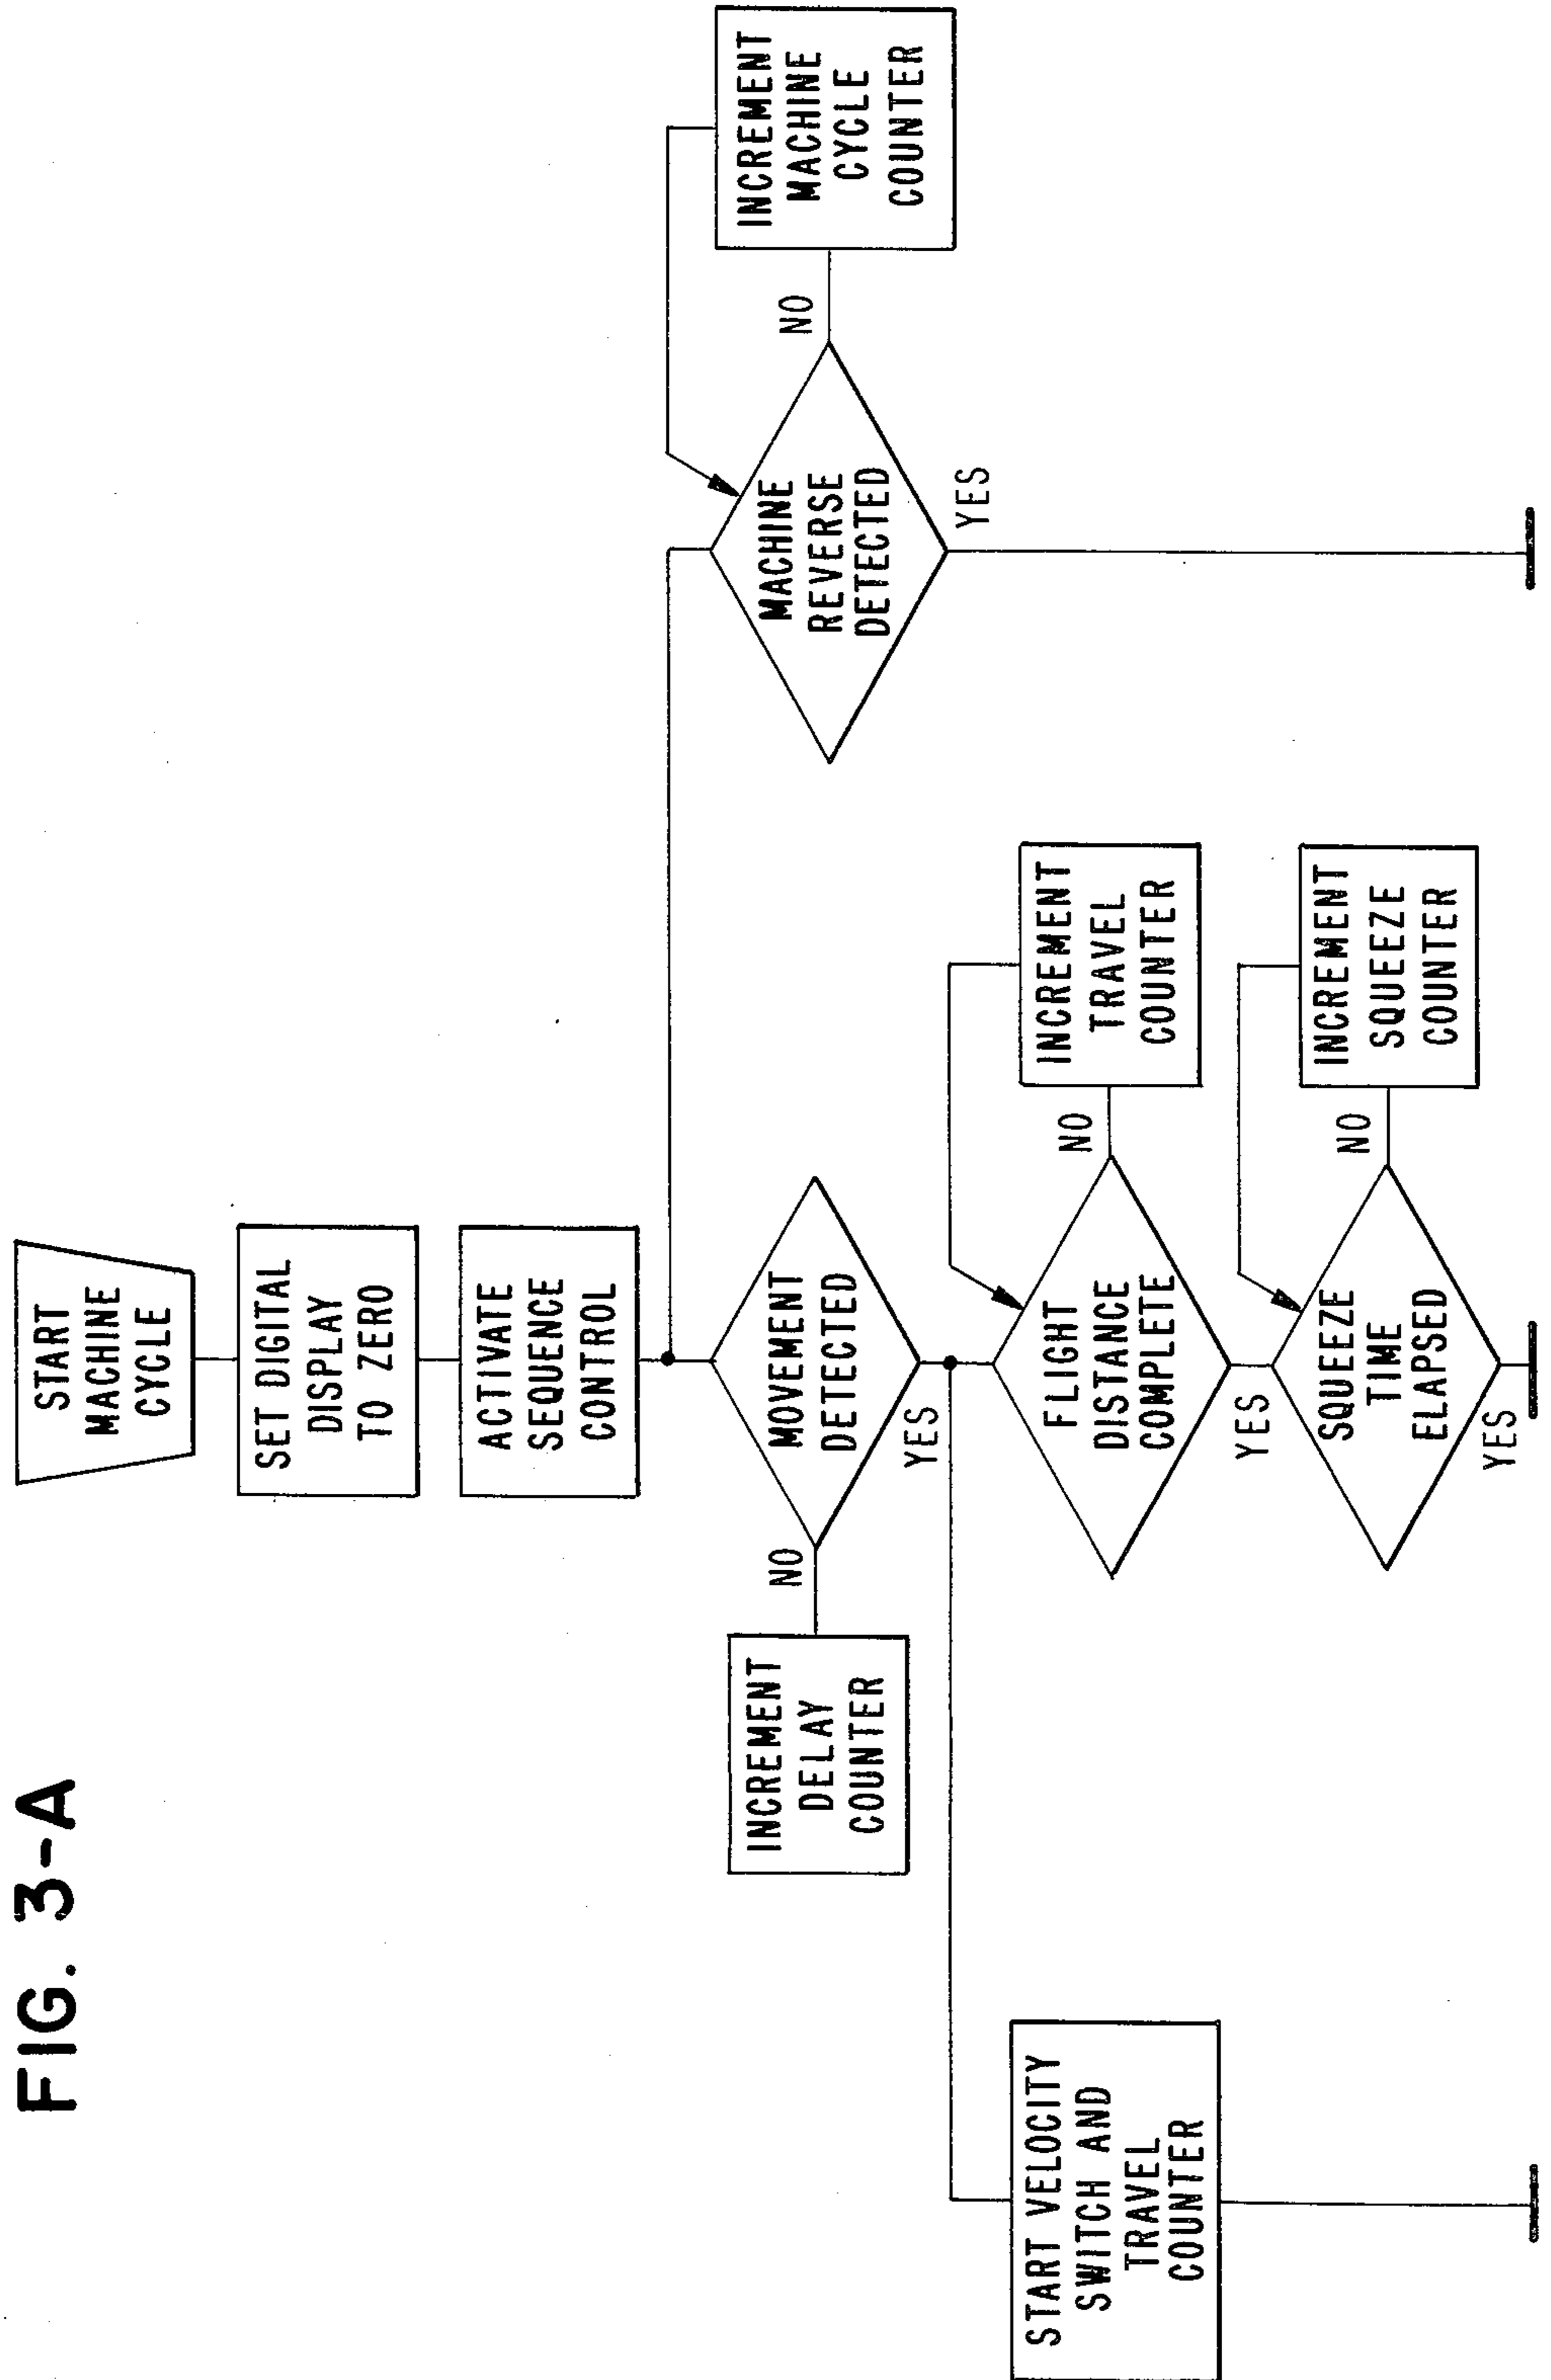 FIG. 3-A
START
MACHINE
CYCLE
SET DIGITAL
DISPLAY
TO ZERO
ACTIVATE
SEQUENCE
CONTROL
INCREMENT
DELAY
COUNTER
NO
MOVEMENT
DETECTED
YES
MACHINE
REVERSE
DETECTED
NO
YES
INCREMENT
MACHINE
CYCLE
COUNTER
START VELOCITY
SWITCH AND
TRAVEL
COUNTER
FLIGHT
DISTANCE
COMPLETE
NO
YES
INCREMENT
TRAVEL
COUNTER
SQUEEZE
TIME
ELAPSED
NO
YES
INCREMENT
SQUEEZE
COUNTER